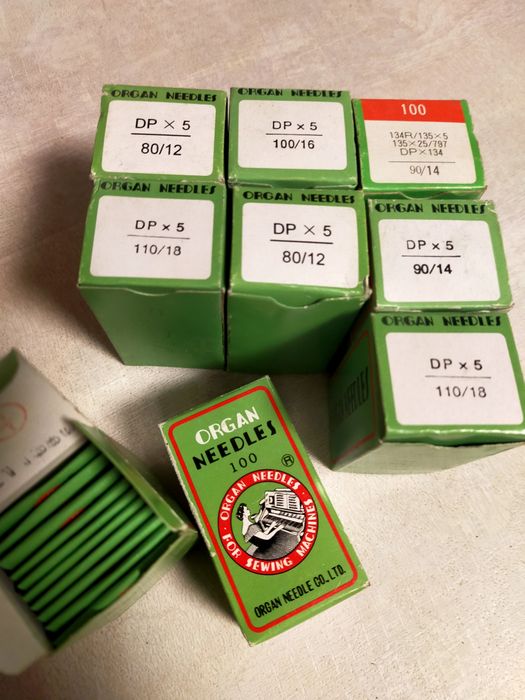 ORGAN NEEDLES
DP × 5
80/12
ORGAN NEEDLES
DP x 5
100/16
100
134R/135×5
135×25/797
DP×134
90/14
ORGAN NEEDLES
DP x 5
110/18
ORGAN NEEDLES
DP × 5
80/12
ORGAN NEEDLES
DP x 5
90/14
ORGAN NEEDLES
DP x 5
110/18
ORGAN
NEEDLES
100 ®
ORGAN NEEDLES
FOR SEWING MACHINES
ORGAN NEEDLE CO., LTD.